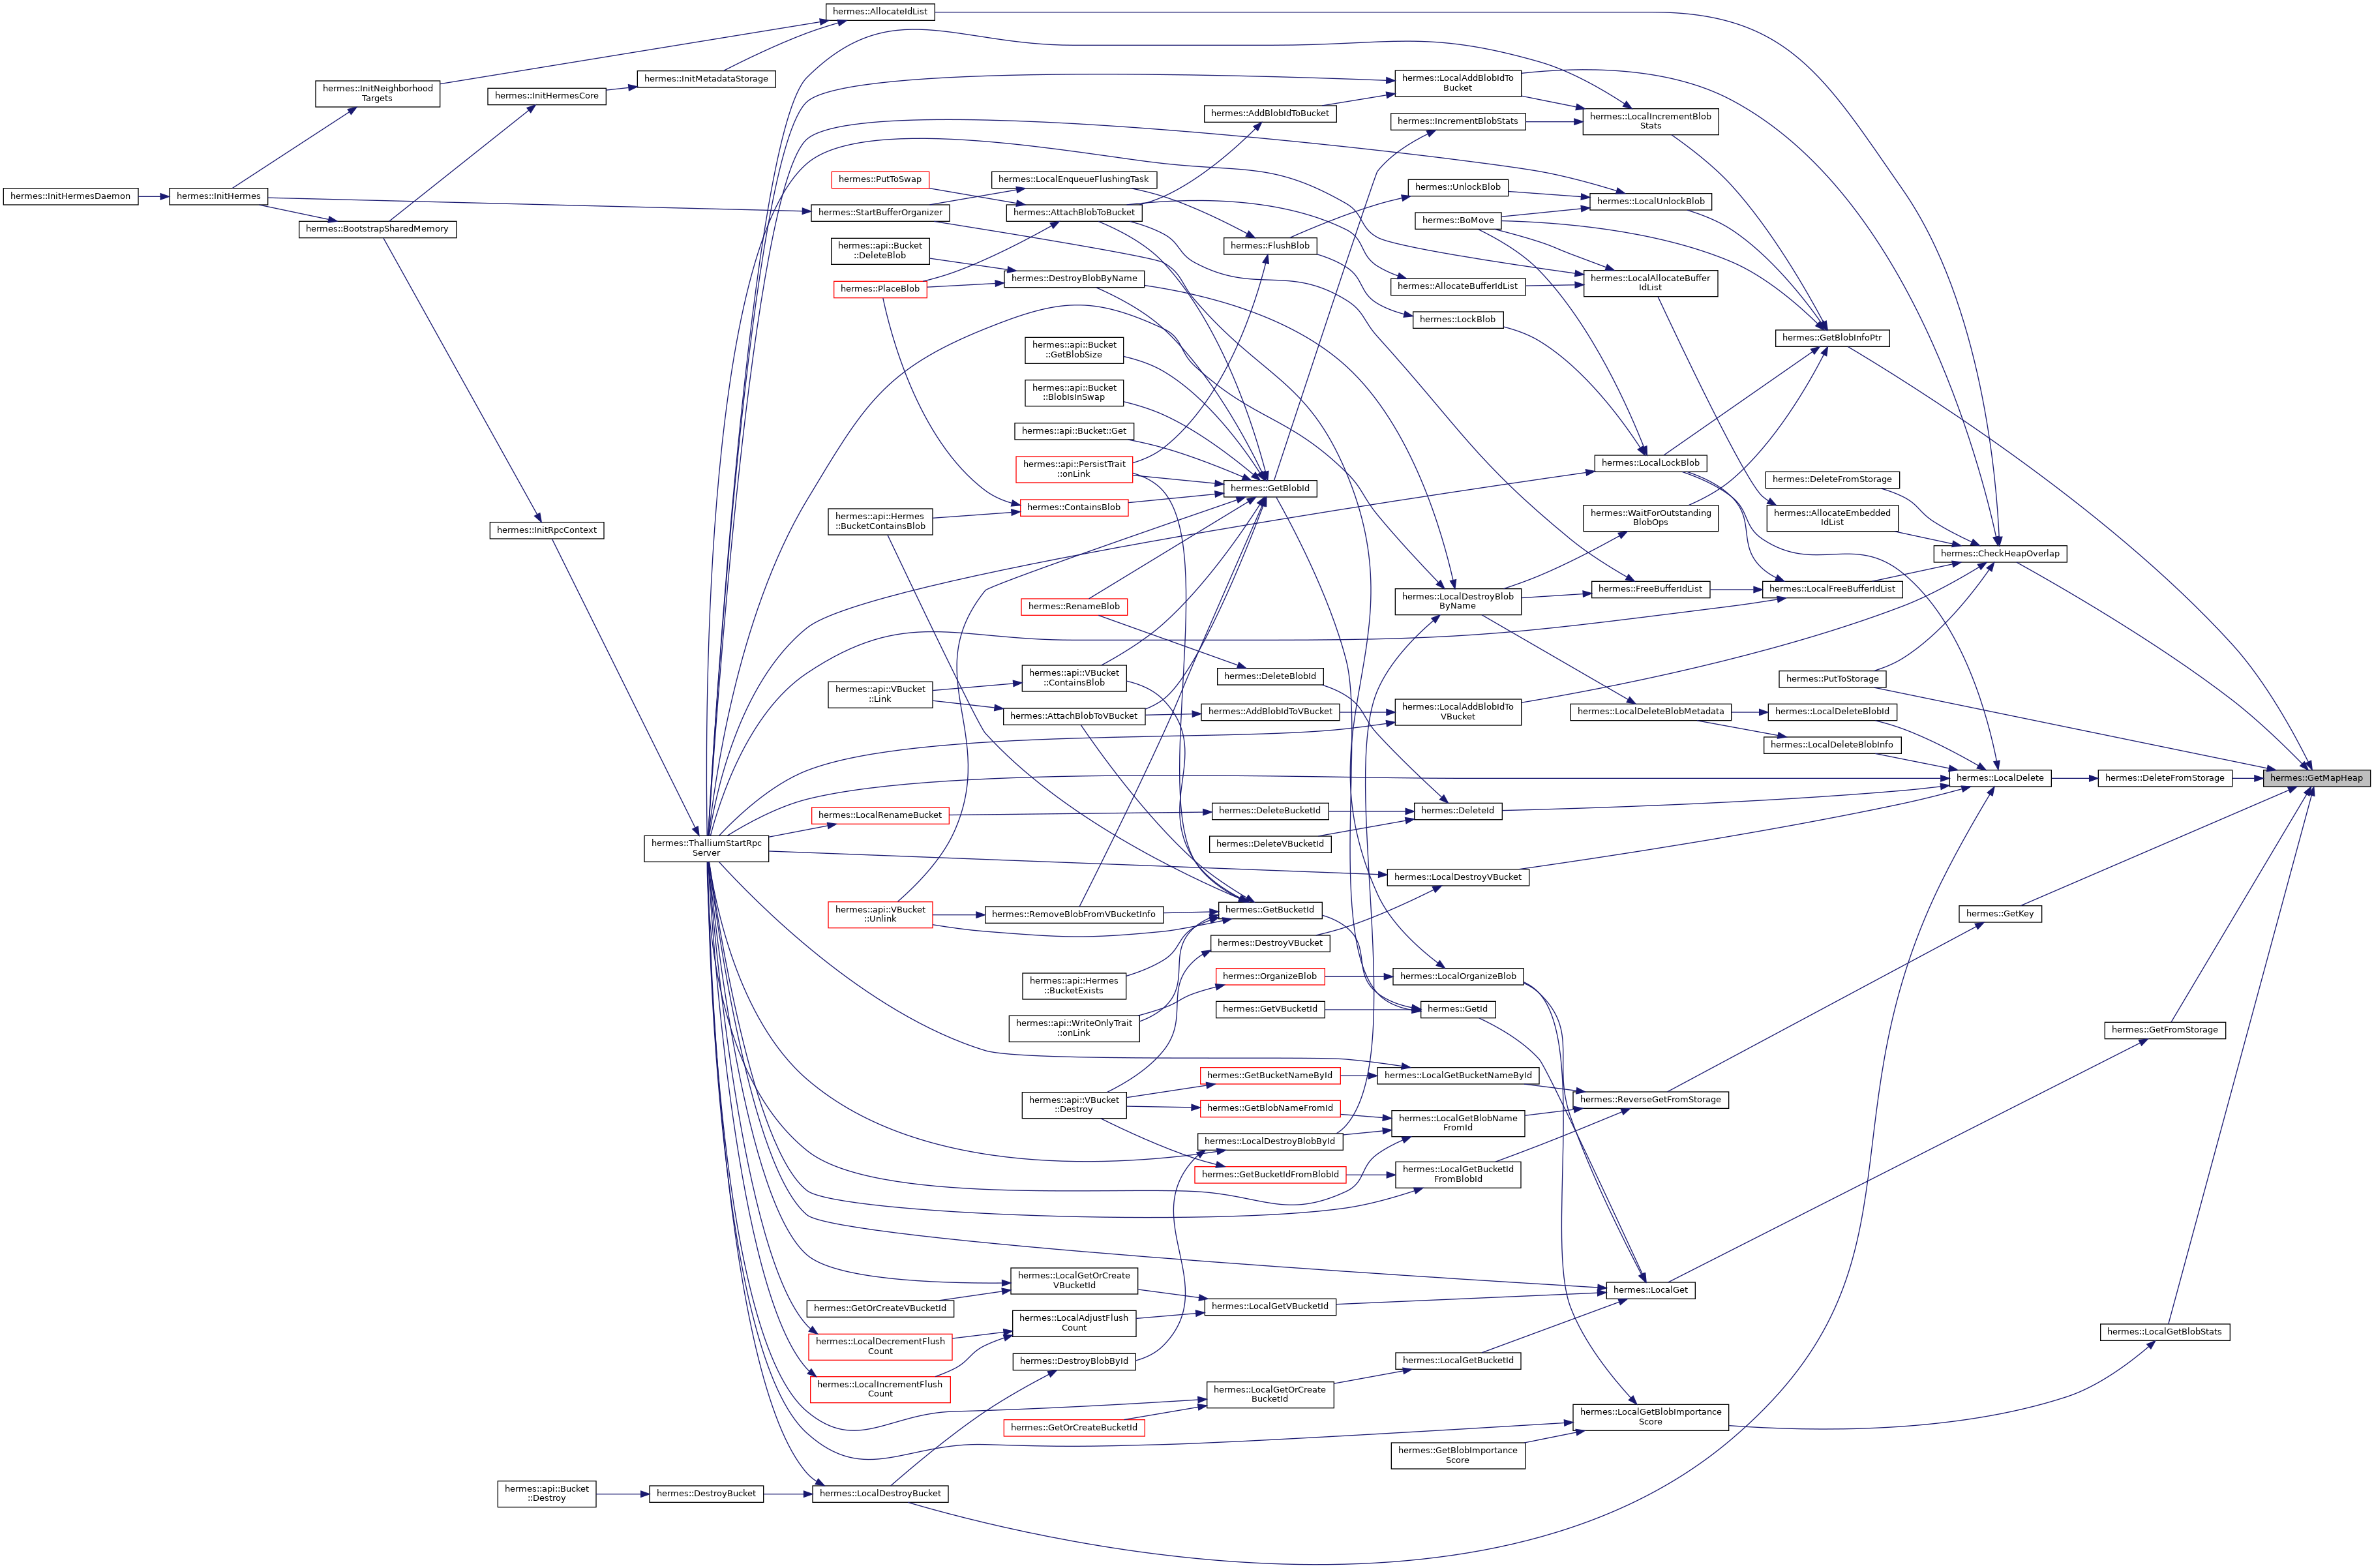 hermes::AllocateIdList
hermes::InitMetadataStorage
hermes::InitNeighborhood
Targets
hermes::InitHermesCore
hermes::LocalAddBlobIdTo
Bucket
hermes::AddBlobIdToBucket
hermes::IncrementBlobStats
hermes::LocalIncrementBlob
Stats
hermes::PutToSwap
hermes::LocalEnqueueFlushingTask
hermes::UnlockBlob
hermes::LocalUnlockBlob
hermes::InitHermesDaemon
hermes::InitHermes
hermes::StartBufferOrganizer
hermes::AttachBlobToBucket
hermes::BoMove
hermes::BootstrapSharedMemory
hermes::api::Bucket
::DeleteBlob
hermes::FlushBlob
hermes::DestroyBlobByName
hermes::PlaceBlob
hermes::AllocateBufferIdList
hermes::LocalAllocateBuffer
IdList
hermes::LockBlob
hermes::GetBlobInfoPtr
hermes::api::Bucket
::GetBlobSize
hermes::api::Bucket
::BlobIsInSwap
hermes::api::Bucket::Get
hermes::api::PersistTrait
::onLink
hermes::LocalLockBlob
hermes::DeleteFromStorage
hermes::GetBlobId
hermes::ContainsBlob
hermes::api::Hermes
::BucketContainsBlob
hermes::WaitForOutstanding
BlobOps
hermes::AllocateEmbedded
IdList
hermes::InitRpcContext
hermes::CheckHeapOverlap
hermes::RenameBlob
hermes::LocalDestroyBlob
ByName
hermes::FreeBufferIdList
hermes::LocalFreeBufferIdList
hermes::api::VBucket
::ContainsBlob
hermes::DeleteBlobId
hermes::PutToStorage
hermes::api::VBucket
::Link
hermes::AttachBlobToVBucket
hermes::AddBlobIdToVBucket
hermes::LocalAddBlobIdTo
VBucket
hermes::LocalDeleteBlobMetadata
hermes::LocalDeleteBlobId
hermes::LocalDeleteBlobInfo
hermes::LocalDelete
hermes::DeleteFromStorage
hermes::GetMapHeap
hermes::LocalRenameBucket
hermes::DeleteBucketId
hermes::DeleteId
hermes::ThalliumStartRpc
Server
hermes::DeleteVBucketId
hermes::LocalDestroyVBucket
hermes::api::VBucket
::Unlink
hermes::RemoveBlobFromVBucketInfo
hermes::GetBucketId
hermes::GetKey
hermes::DestroyVBucket
hermes::api::Hermes
::BucketExists
hermes::OrganizeBlob
hermes::LocalOrganizeBlob
hermes::api::WriteOnlyTrait
::onLink
hermes::GetVBucketId
hermes::GetId
hermes::GetFromStorage
hermes::GetBucketNameById
hermes::LocalGetBucketNameById
hermes::api::VBucket
::Destroy
hermes::GetBlobNameFromId
hermes::LocalGetBlobName
FromId
hermes::ReverseGetFromStorage
hermes::LocalDestroyBlobById
hermes::GetBucketIdFromBlobId
hermes::LocalGetBucketId
FromBlobId
hermes::LocalGetOrCreate
VBucketId
hermes::LocalGet
hermes::GetOrCreateVBucketId
hermes::LocalGetVBucketId
hermes::LocalAdjustFlush
Count
hermes::LocalDecrementFlush
Count
hermes::LocalGetBlobStats
hermes::DestroyBlobById
hermes::LocalGetBucketId
hermes::LocalIncrementFlush
Count
hermes::LocalGetOrCreate
BucketId
hermes::GetOrCreateBucketId
hermes::LocalGetBlobImportance
Score
hermes::GetBlobImportance
Score
hermes::api::Bucket
::Destroy
hermes::DestroyBucket
hermes::LocalDestroyBucket